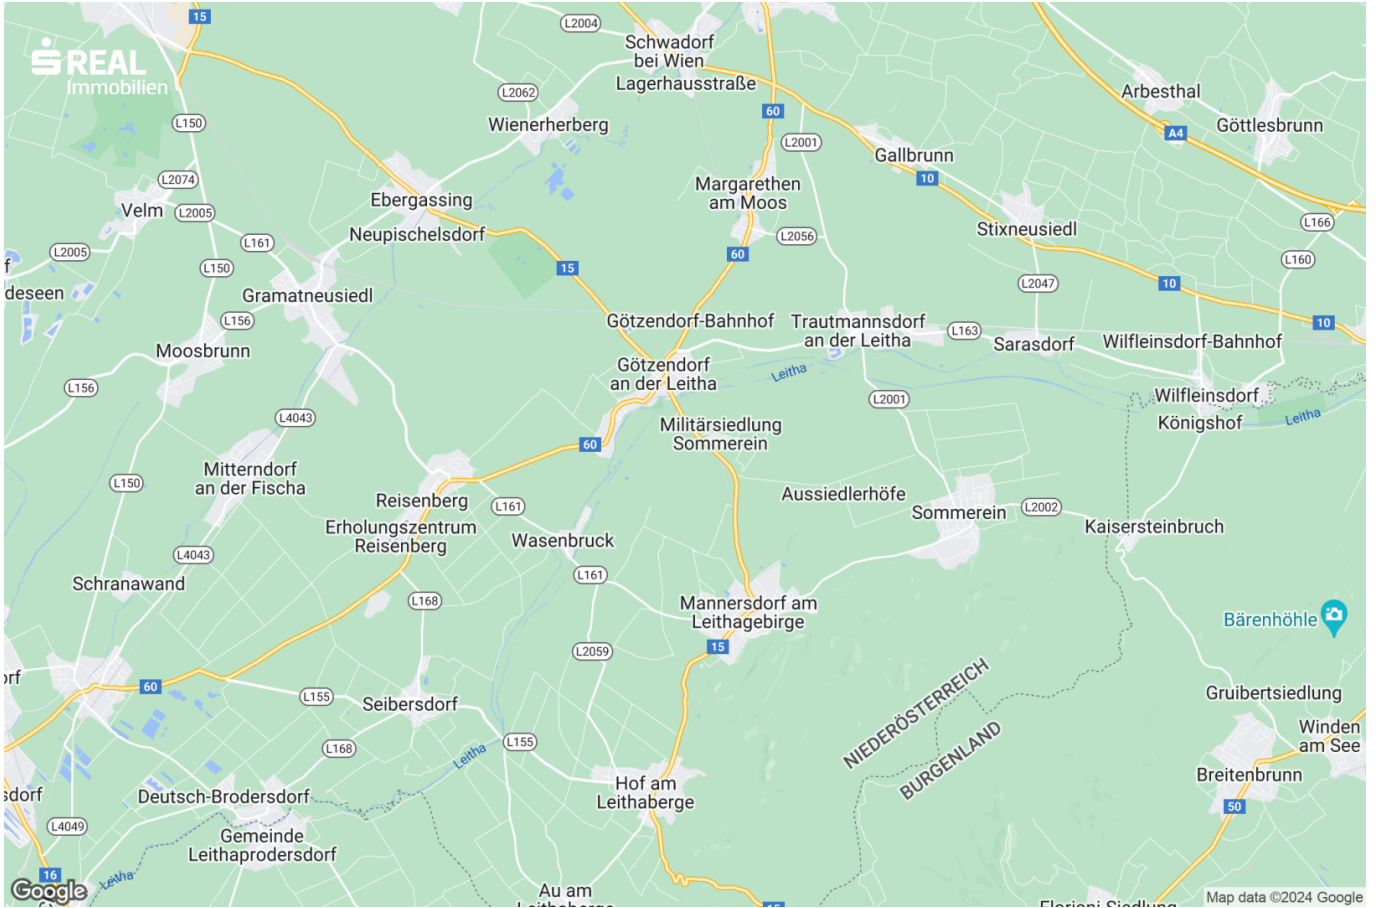 15
L2004
Schwadorf
bei Wien
Lagerhausstraße
REAL
Immobilien
L2062
Arbesthal
60
L150
Wienerherberg
Göttlesbrunn
A4
L2001
Gallbrunn
L2074
10
Margarethen
am Moos
Ebergassing
Velm
L2005
L166
Stixneusiedl
Neupischelsdorf
L2056
L161
L2005
60
L160
f
L150
15
deseen
Gramatneusiedl
L2047
10
L156
Götzendorf-Bahnhof
Trautmannsdorf
an der Leitha
L163
10
Moosbrunn
Sarasdorf
Wilfleinsdorf-Bahnhof
Götzendorf
an der Leitha
Leitha
L156
L2001
Wilfleinsdorf
L4043
Leitha
Königshof
Militärsiedlung
Sommerein
60
Mitterndorf
an der Fischa
L150
Reisenberg
Aussiedlerhöfe
L161
Sommerein
L2002
Erholungszentrum
Reisenberg
Wasenbruck
Kaisersteinbruch
L4043
Schranawand
L161
L168
Mannersdorf am
Leithagebirge
Bärenhöhle
15
L2059
orf
60
L155
Seibersdorf
NIEDERÖSTERREICH
BURGENLAND
Gruibertsiedlung
Winden
am See
L168
L155
Leitha
Breitenbrunn
Hof am
Leithaberge
sdorf
Deutsch-Brodersdorf
50
L4049
Gemeinde
Leithaprodersdorf
16
Leitha
Google
Au am
Leithaberge
15
Floriani Siedlung
Map data ©2024 Google